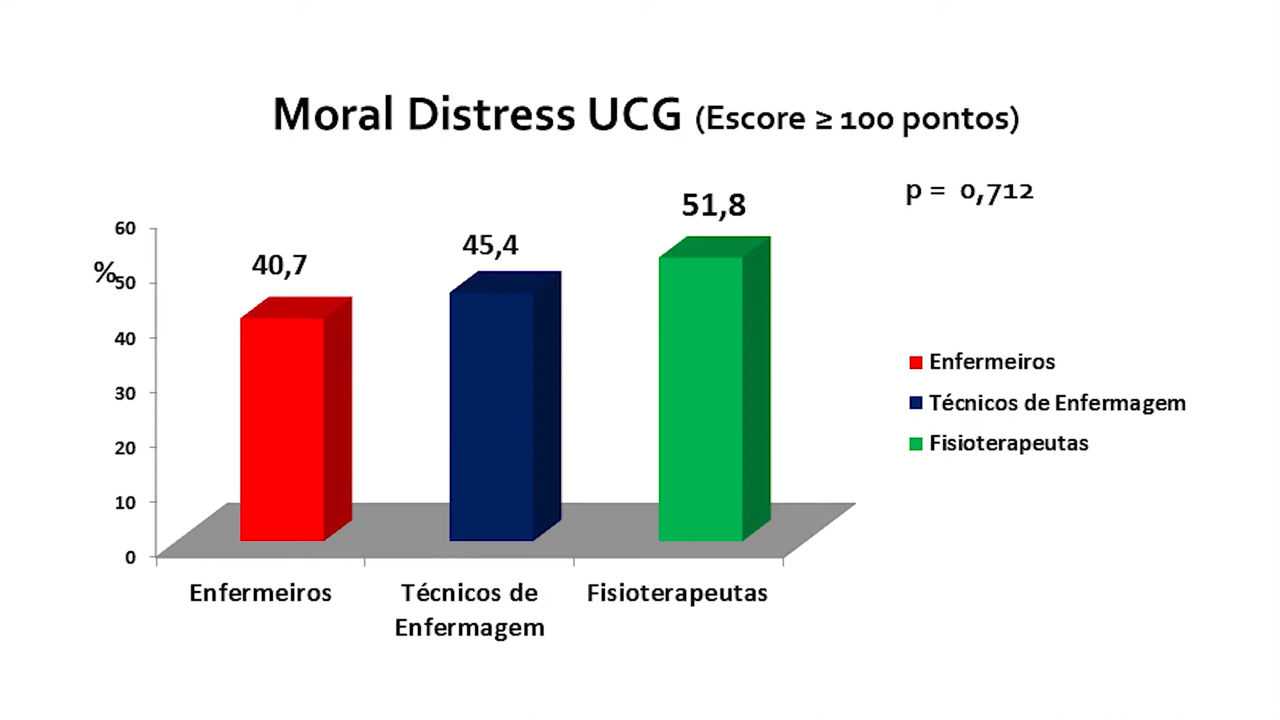 Moral Distress UCG (Escore ≥ 100 pontos)
p = 0,712
60
%
50
40
30
20
10
0
40,7
45,4
51,8
Enfermeiros
Técnicos de
Enfermagem
Fisioterapeutas
Enfermeiros
Técnicos de Enfermagem
Fisioterapeutas